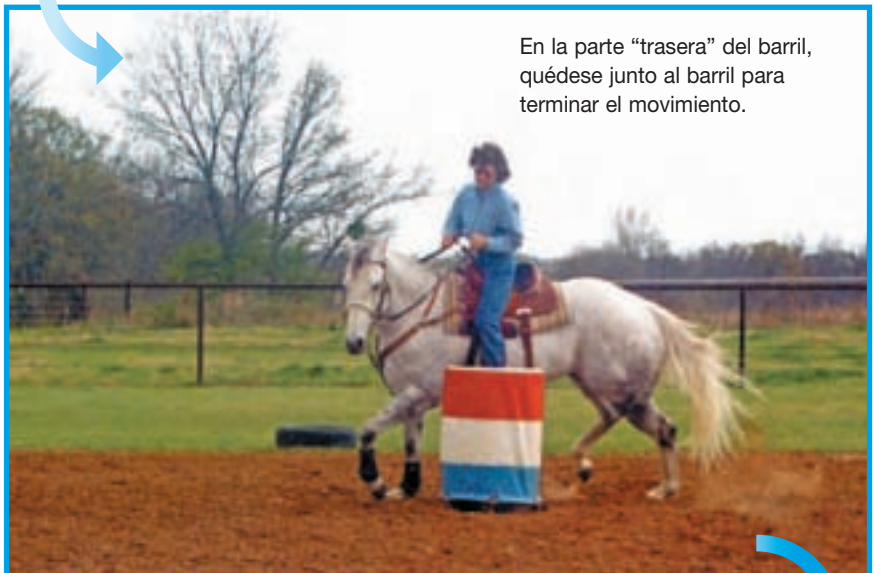 En la parte “trasera” del barril,
quédese junto al barril para
terminar el movimiento.